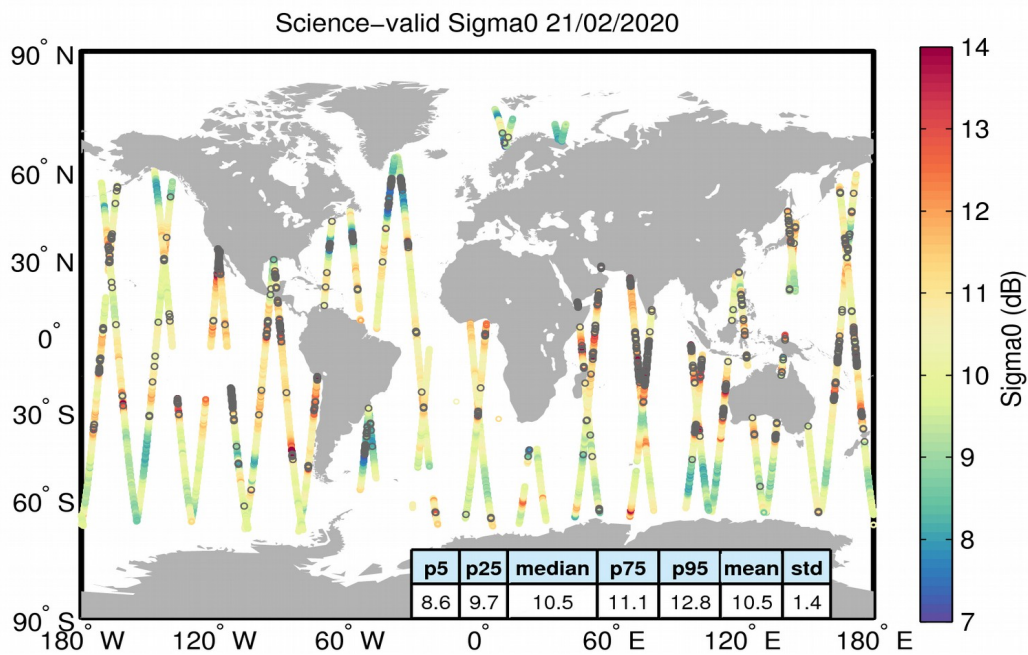 Science−valid Sigma0 21/02/2020
90° N
60° N
30° N
0°
30° S
60° S
90° S
180° W
120° W
60° W
0°
60° E
120° E
180° E
p5 p25 median p75 p95 mean std
8.6 9.7 10.5 11.1 12.8 10.5 1.4
14
13
12
11
10
9
8
7
Sigma0 (dB)